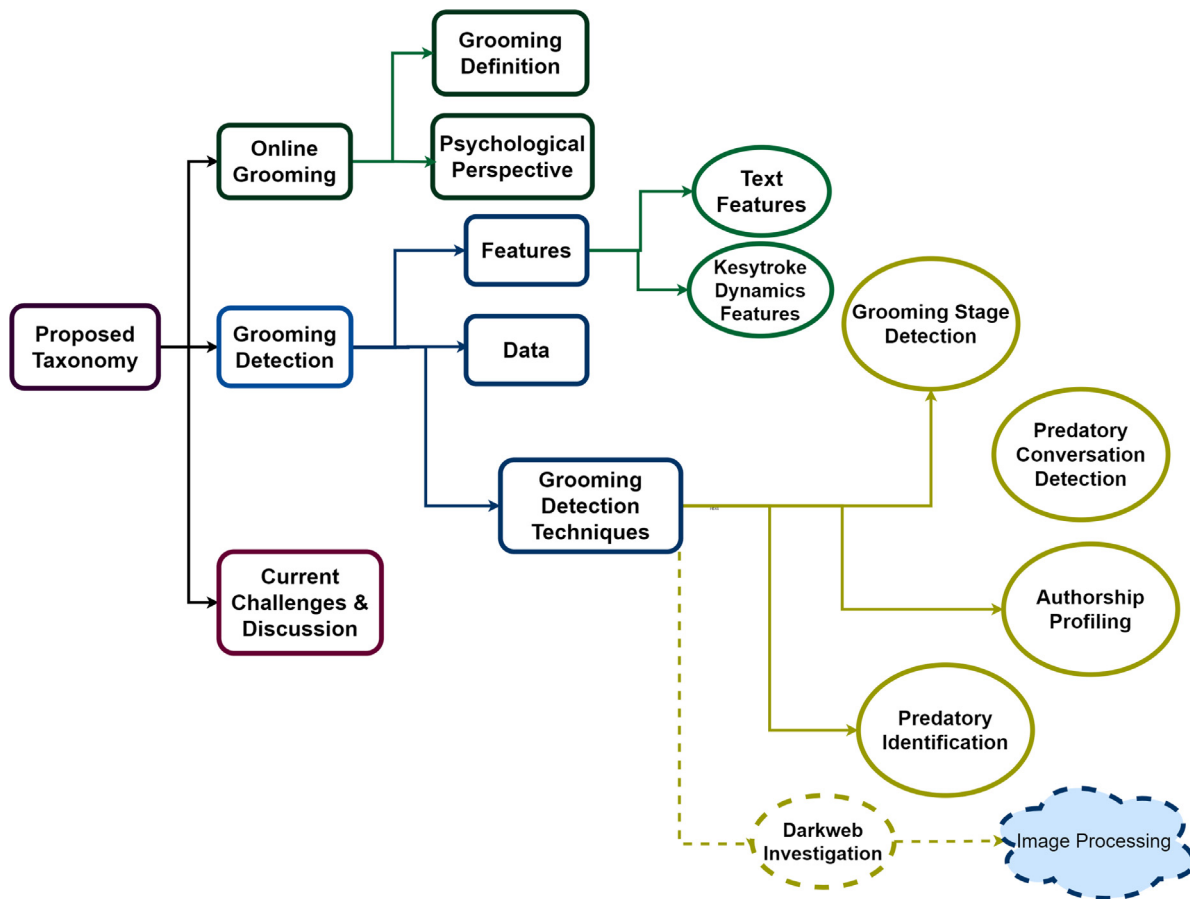 Grooming
Definition
Online
Grooming
Psychological
Perspective
Text
Features
Features
Kesytroke
Dynamics
Features
Grooming Stage
Detection
Proposed
Taxonomy
Grooming
Detection
Data
Predatory
Conversation
Detection
Grooming
Detection
Techniques
Current
Challenges &
Discussion
Authorship
Profiling
Predatory
Identification
Darkweb
Investigation
Image Processing